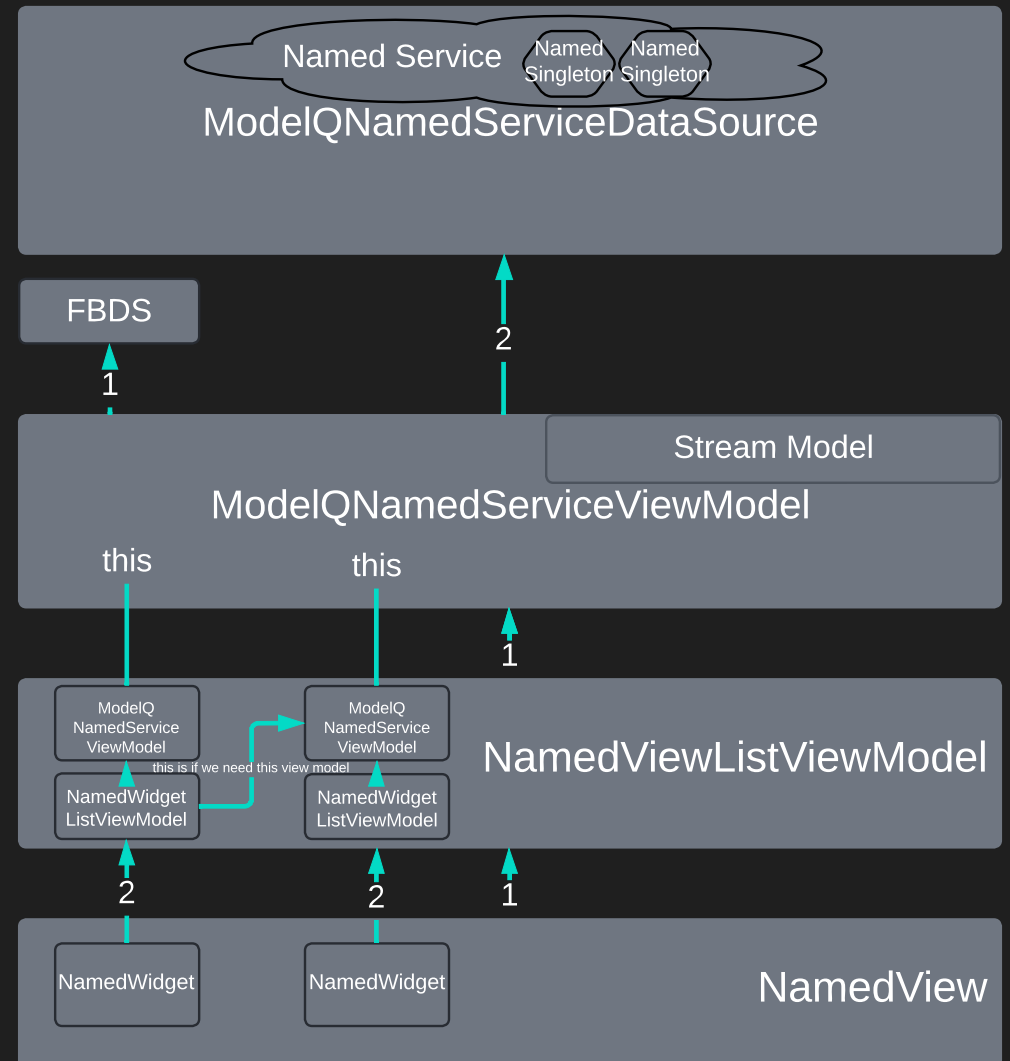 Named Service
Named
Singleton
Named
Singleton
ModelQNamedServiceDataSource
FBDS
2
1
Stream Model
ModelQNamedServiceViewModel
this
this
1
ModelQ
NamedService
ViewModel
ModelQ
NamedService
ViewModel
NamedViewListViewModel
this is if we need this view model
NamedWidget
ListViewModel
NamedWidget
ListViewModel
2
2
1
NamedWidget
NamedWidget
NamedView